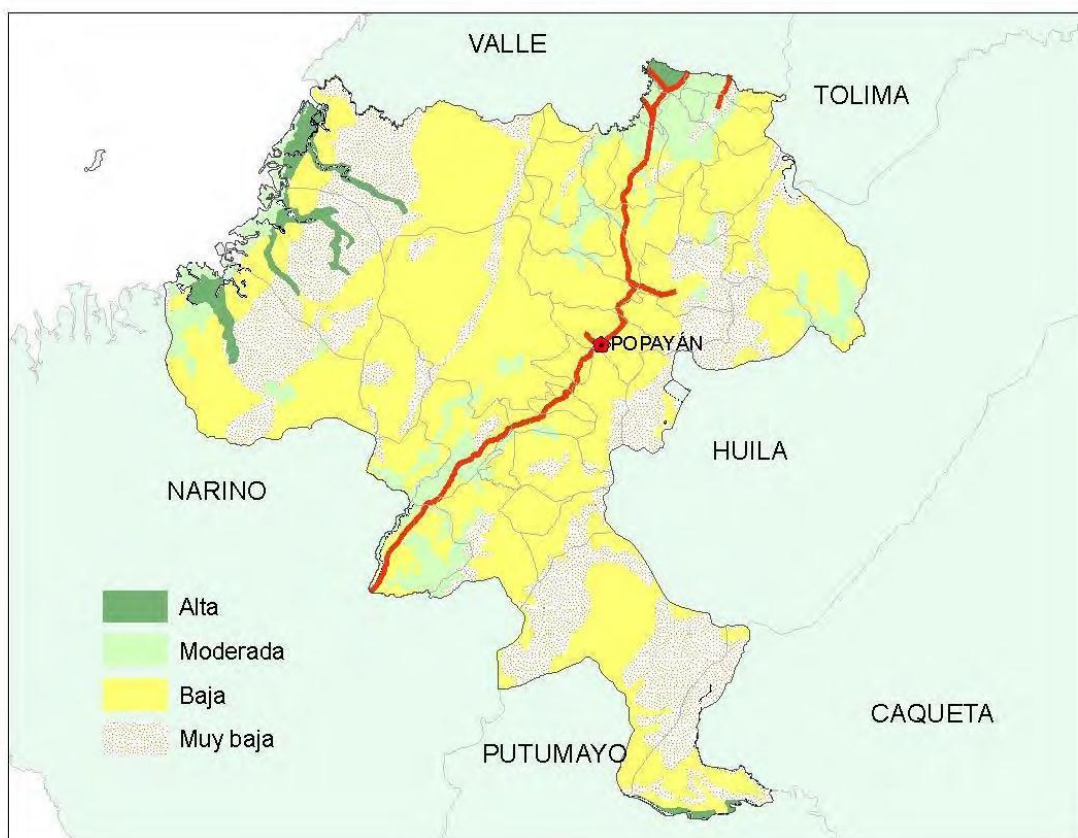 VALLE
TOLIMA
POPAYÁN
HUILA
NARINO
Alta
Moderada
Baja
Muy baja
CAQUETA
PUTUMAYO